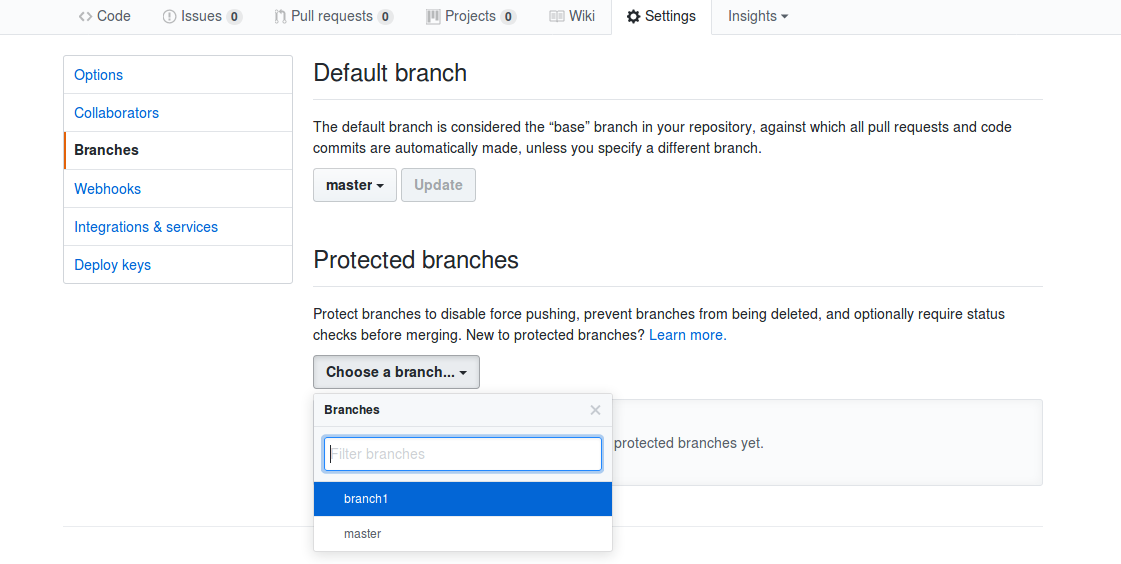 Code Issues 0 Pull requests 0 Projects 0 Wiki Settings Insights
Options
Collaborators
Branches
Webhooks
Integrations & services
Deploy keys
Default branch
The default branch is considered the “base” branch in your repository, against which all pull requests and code
commits are automatically made, unless you specify a different branch.
master Update
Protected branches
Protect branches to disable force pushing, prevent branches from being deleted, and optionally require status
checks before merging. New to protected branches? Learn more.
Choose a branch...
Branches
Filter branches
protected branches yet.
branch1
master